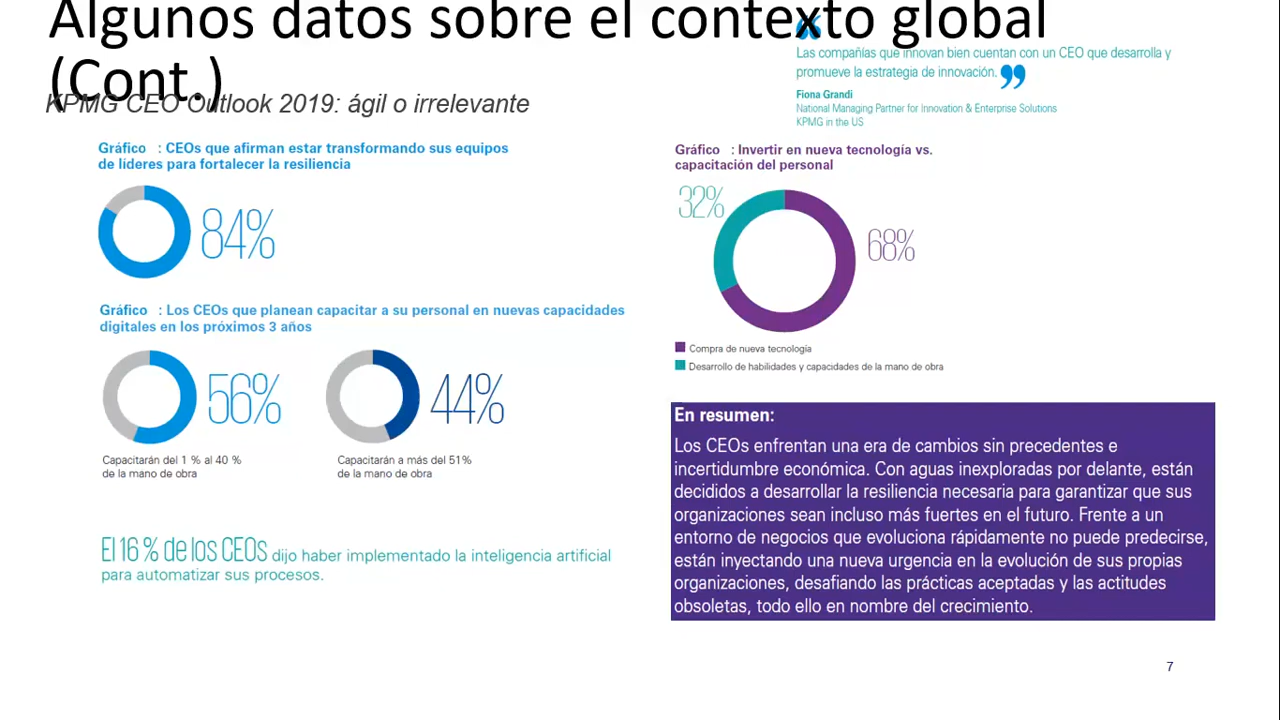 Algunos datos sobre el contexto global
(Cont.)
KPMG CEO Outlook 2019: ágil o irrelevante
“
Las compañías que innovan bien cuentan con un CEO que desarrolla y
promueve la estrategia de innovación. ”
Fiona Grandi
National Managing Partner for Innovation & Enterprise Solutions
KPMG in the US
Gráfico : CEOs que afirman estar transformando sus equipos
de líderes para fortalecer la resiliencia
84%
Gráfico : Los CEOs que planean capacitar a su personal en nuevas capacidades
digitales en los próximos 3 años
56%
Capacitarán del 1 % al 40 %
de la mano de obra
44%
Capacitarán a más del 51%
de la mano de obra
El 16 % de los CEOs dijo haber implementado la inteligencia artificial
para automatizar sus procesos.
Gráfico : Invertir en nueva tecnología vs.
capacitación del personal
32%
68%
Compra de nueva tecnología
Desarrollo de habilidades y capacidades de la mano de obra
En resumen:
Los CEOs enfrentan una era de cambios sin precedentes e
incertidumbre económica. Con aguas inexploradas por delante, están
decididos a desarrollar la resiliencia necesaria para garantizar que sus
organizaciones sean incluso más fuertes en el futuro. Frente a un
entorno de negocios que evoluciona rápidamente no puede predecirse,
están inyectando una nueva urgencia en la evolución de sus propias
organizaciones, desafiando las prácticas aceptadas y las actitudes
obsoletas, todo ello en nombre del crecimiento.
7